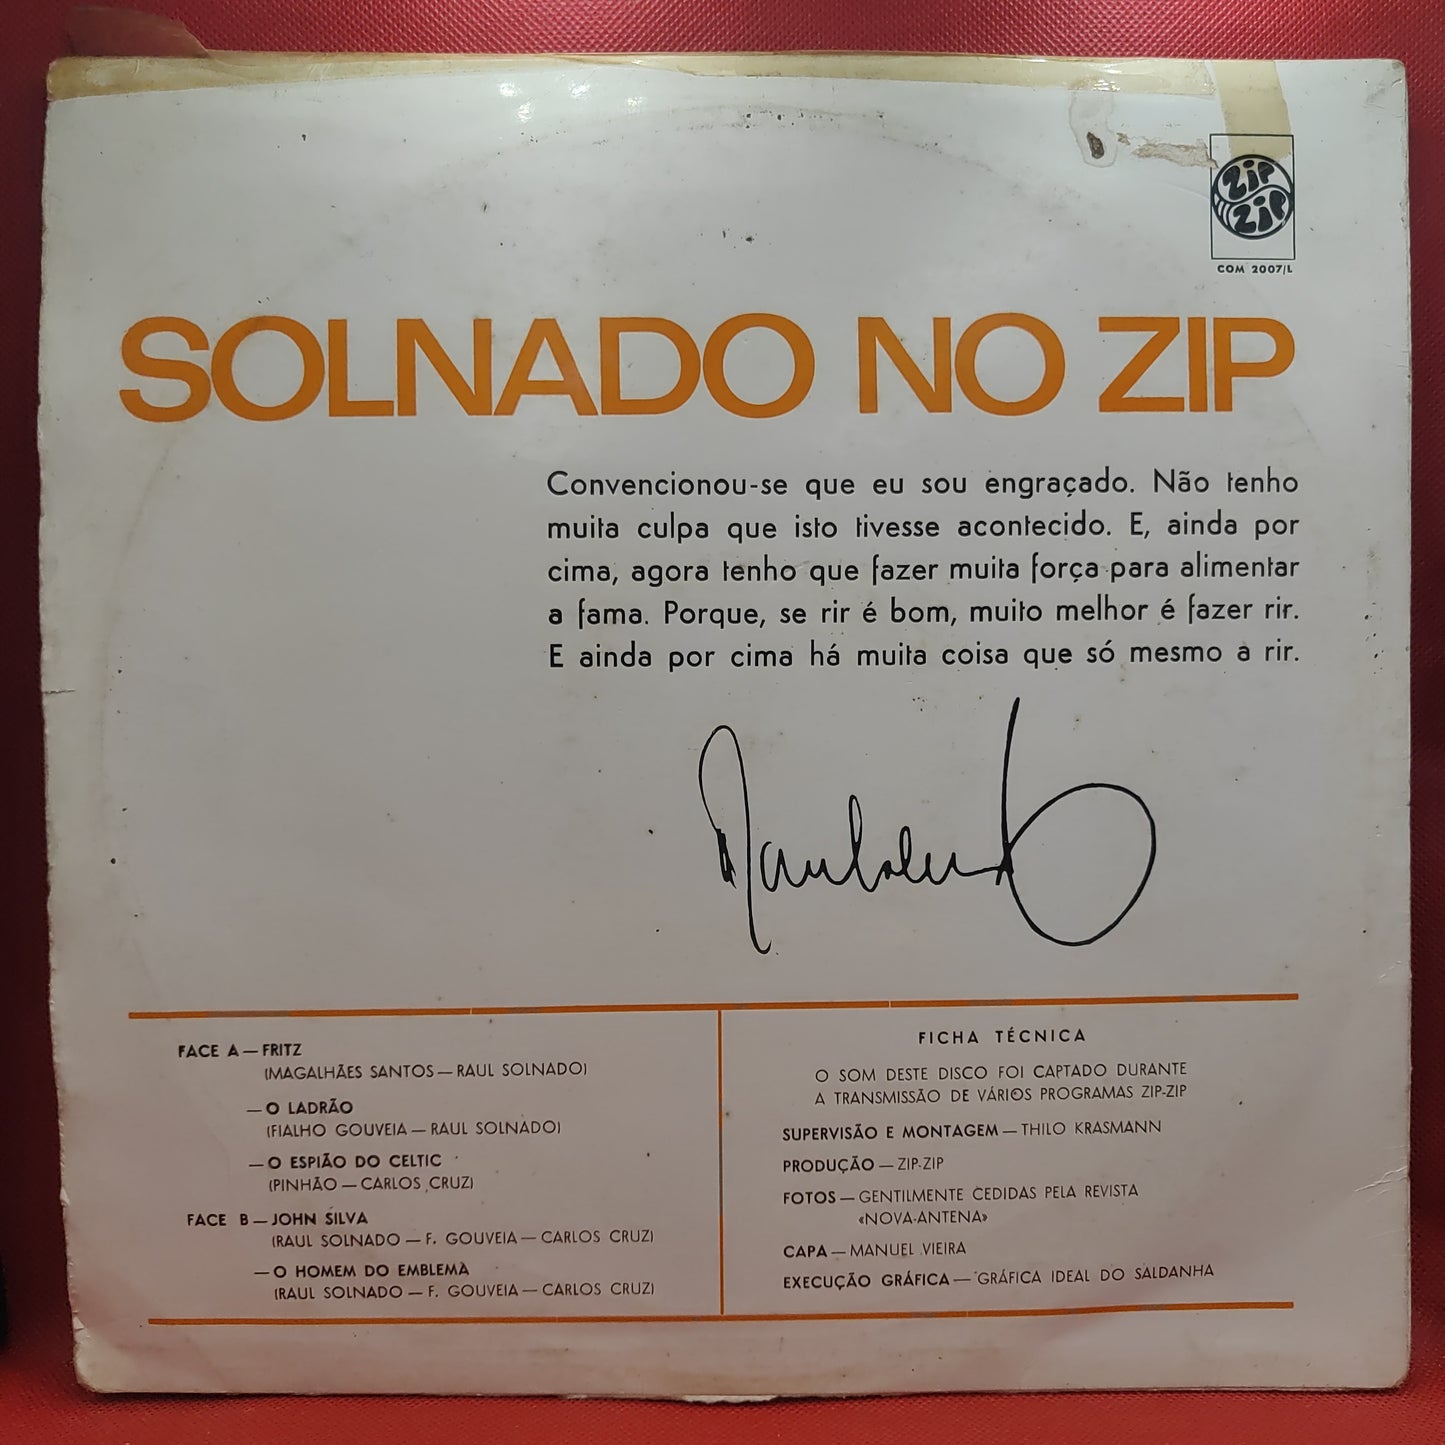 ZIP
ZIP
COM 2007/L
SOLNADO NO ZIP
Convencionou-se que eu sou engraçado. Não tenho
muita culpa que isto tivesse acontecido. E, ainda por
cima, agora tenho que fazer muita força para alimentar
a fama. Porque, se rir é bom, muito melhor é fazer rir.
E ainda por cima há muita coisa que só mesmo a rir.
FACE A — FRITZ
(MAGALHÃES SANTOS — RAUL SOLNADO)
— O LADRÃO
(FIALHO GOUVEIA — RAUL SOLNADO)
— O ESPIÃO DO CELTIC
(PINHÃO — CARLOS CRUZ)
FACE B — JOHN SILVA
(RAUL SOLNADO — F. GOUVEIA — CARLOS CRUZ)
— O HOMEM DO EMBLEMA
(RAUL SOLNADO — F. GOUVEIA — CARLOS CRUZ)
FICHA TÉCNICA
O SOM DESTE DISCO FOI CAPTADO DURANTE
A TRANSMISSÃO DE VÁRIOS PROGRAMAS ZIP-ZIP
SUPERVISÃO E MONTAGEM — THILO KRASMANN
PRODUÇÃO — ZIP-ZIP
FOTOS — GENTILMENTE CEDIDAS PELA REVISTA
«NOVA-ANTENA»
CAPA — MANUEL VIEIRA
EXECUÇÃO GRÁFICA — GRÁFICA IDEAL DO SALDANHA